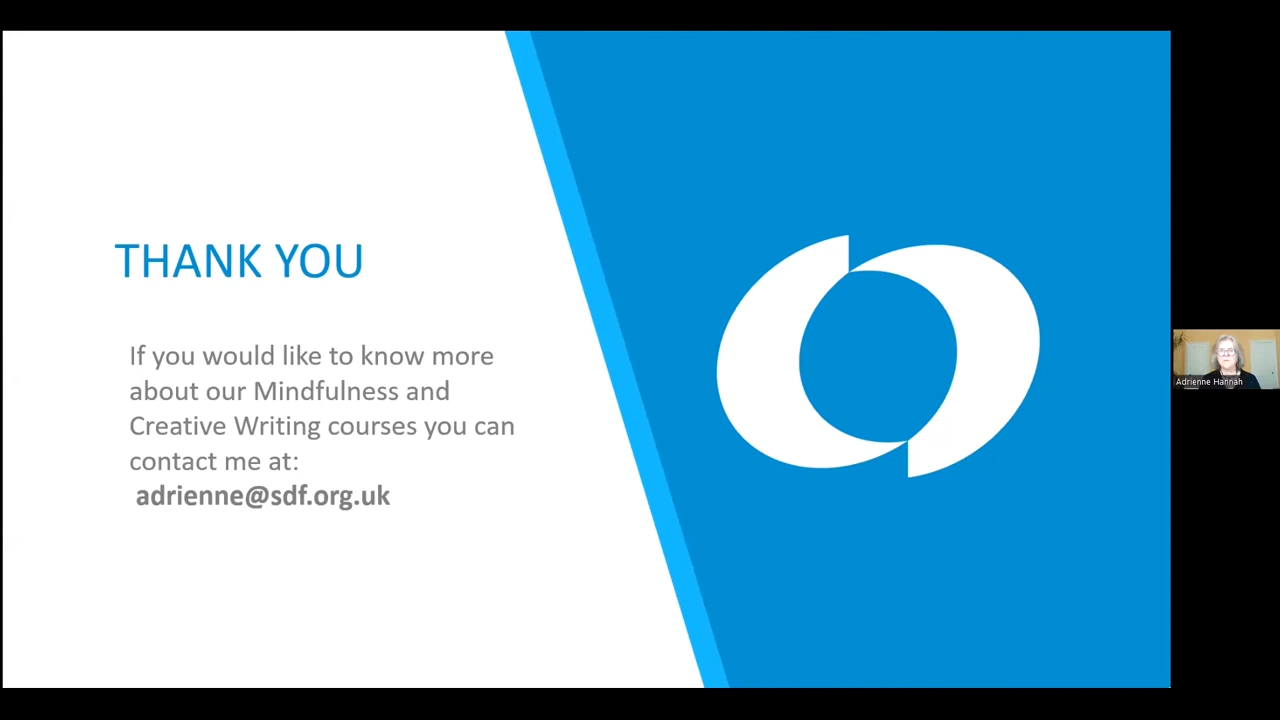 THANK YOU
If you would like to know more
about our Mindfulness and
Creative Writing courses you can
contact me at:
adrienne@sdf.org.uk
Adrienne Hannah